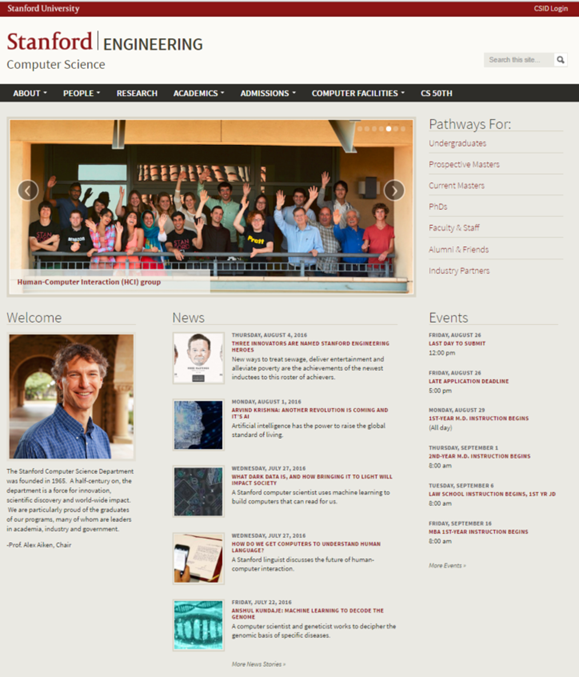 Stanford University
CSID Login
Stanford ENGINEERING
Computer Science
Search this site...
ABOUT PEOPLE RESEARCH ACADEMICS ADMISSIONS COMPUTER FACILITIES CS 50TH
Human-Computer Interaction (HCI) group
Pathways For:
Undergraduates
Prospective Masters
Current Masters
PhDs
Faculty & Staff
Alumni & Friends
Industry Partners
Welcome
The Stanford Computer Science Department
was founded in 1965. A half-century on, the
department is a force for innovation,
scientific discovery and world-wide impact.
We are particularly proud of the graduates
of our programs, many of whom are leaders
in academia, industry and government.
-Prof. Alex Aiken, Chair
News
THURSDAY, AUGUST 4, 2016
THREE INNOVATORS ARE NAMED STANFORD ENGINEERING
HEROES
New ways to treat sewage, deliver entertainment and
alleviate poverty are the achievements of the newest
inductees to this roster of achievers.
MONDAY, AUGUST 1, 2016
ARVIND KRISHNA: ANOTHER REVOLUTION IS COMING AND
IT'S AI
Artificial intelligence has the power to raise the global
standard of living.
WEDNESDAY, JULY 27, 2016
WHAT DARK DATA IS, AND HOW BRINGING IT TO LIGHT WILL
IMPACT SOCIETY
A Stanford computer scientist uses machine learning to
build computers that can read for us.
WEDNESDAY, JULY 27, 2016
HOW DO WE GET COMPUTERS TO UNDERSTAND HUMAN
LANGUAGE?
A Stanford linguist discusses the future of human-
computer interaction.
FRIDAY, JULY 22, 2016
ANSHUL KUNDAJE: MACHINE LEARNING TO DECODE THE
GENOME
A computer scientist and geneticist works to decipher the
genomic basis of specific diseases.
More News Stories »
Events
FRIDAY, AUGUST 26
LAST DAY TO SUBMIT
12:00 pm
FRIDAY, AUGUST 26
LATE APPLICATION DEADLINE
5:00 pm
MONDAY, AUGUST 29
1ST-YEAR M.D. INSTRUCTION BEGINS
(All day)
THURSDAY, SEPTEMBER 1
2ND-YEAR M.D. INSTRUCTION BEGINS
8:00 am
TUESDAY, SEPTEMBER 6
LAW SCHOOL INSTRUCTION BEGINS, 1ST YR JD
8:00 am
FRIDAY, SEPTEMBER 16
MBA 1ST-YEAR INSTRUCTION BEGINS
8:00 am
More Events »